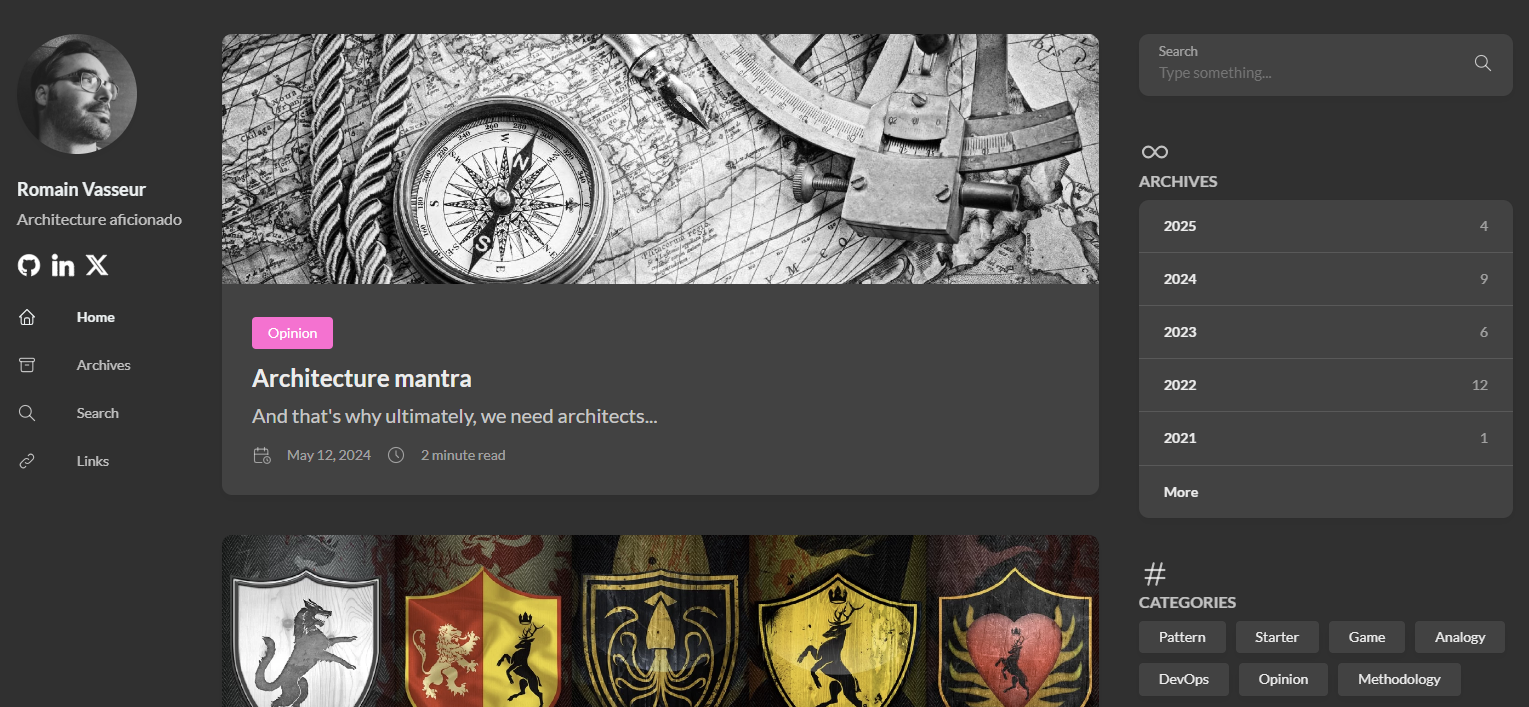 Romain Vasseur
Architecture aficionado
Home
Archives
Search
Links
N
S
W
E
S
Opinion
Architecture mantra
And that's why ultimately, we need architects...
May 12, 2024
2 minute read
Search
Type something...
ARCHIVES
2025 4
2024 9
2023 6
2022 12
2021 1
More
CATEGORIES
Pattern Starter Game Analogy
DevOps Opinion Methodology